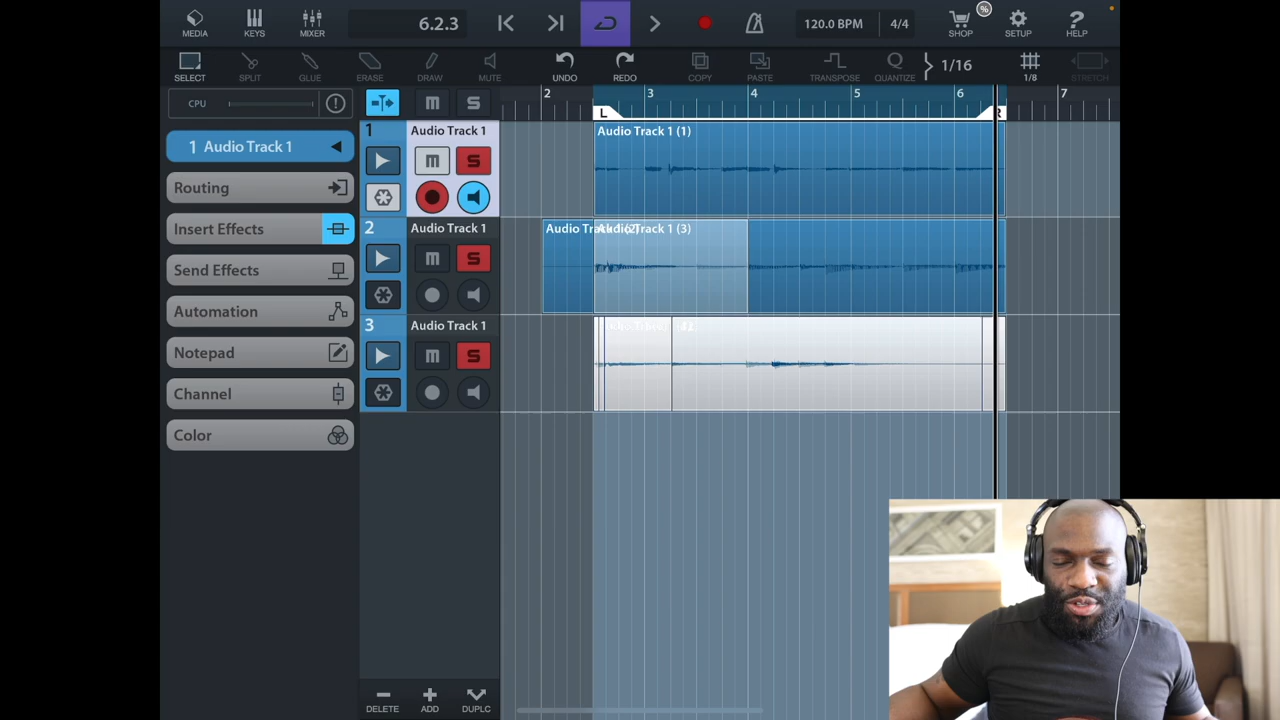 MEDIA
KEYS
MIXER
6.2.3
120.0 BPM
4/4
%
SHOP
SETUP
?
HELP
SELECT
SPLIT
GLUE
ERASE
DRAW
MUTE
UNDO
REDO
COPY
PASTE
TRANSPOSE
Q
QUANTIZE
1/16
1/8
STRETCH
CPU
!
M
S
2
3
4
5
6
7
L
R
1 Audio Track 1
Routing
Insert Effects
Send Effects
Automation
Notepad
Channel
Color
1
Audio Track 1
M
S
Audio Track 1 (1)
2
Audio Track 1
M
S
Audio Track 1 (3)
3
Audio Track 1
M
S
DELETE
ADD
DUPLC